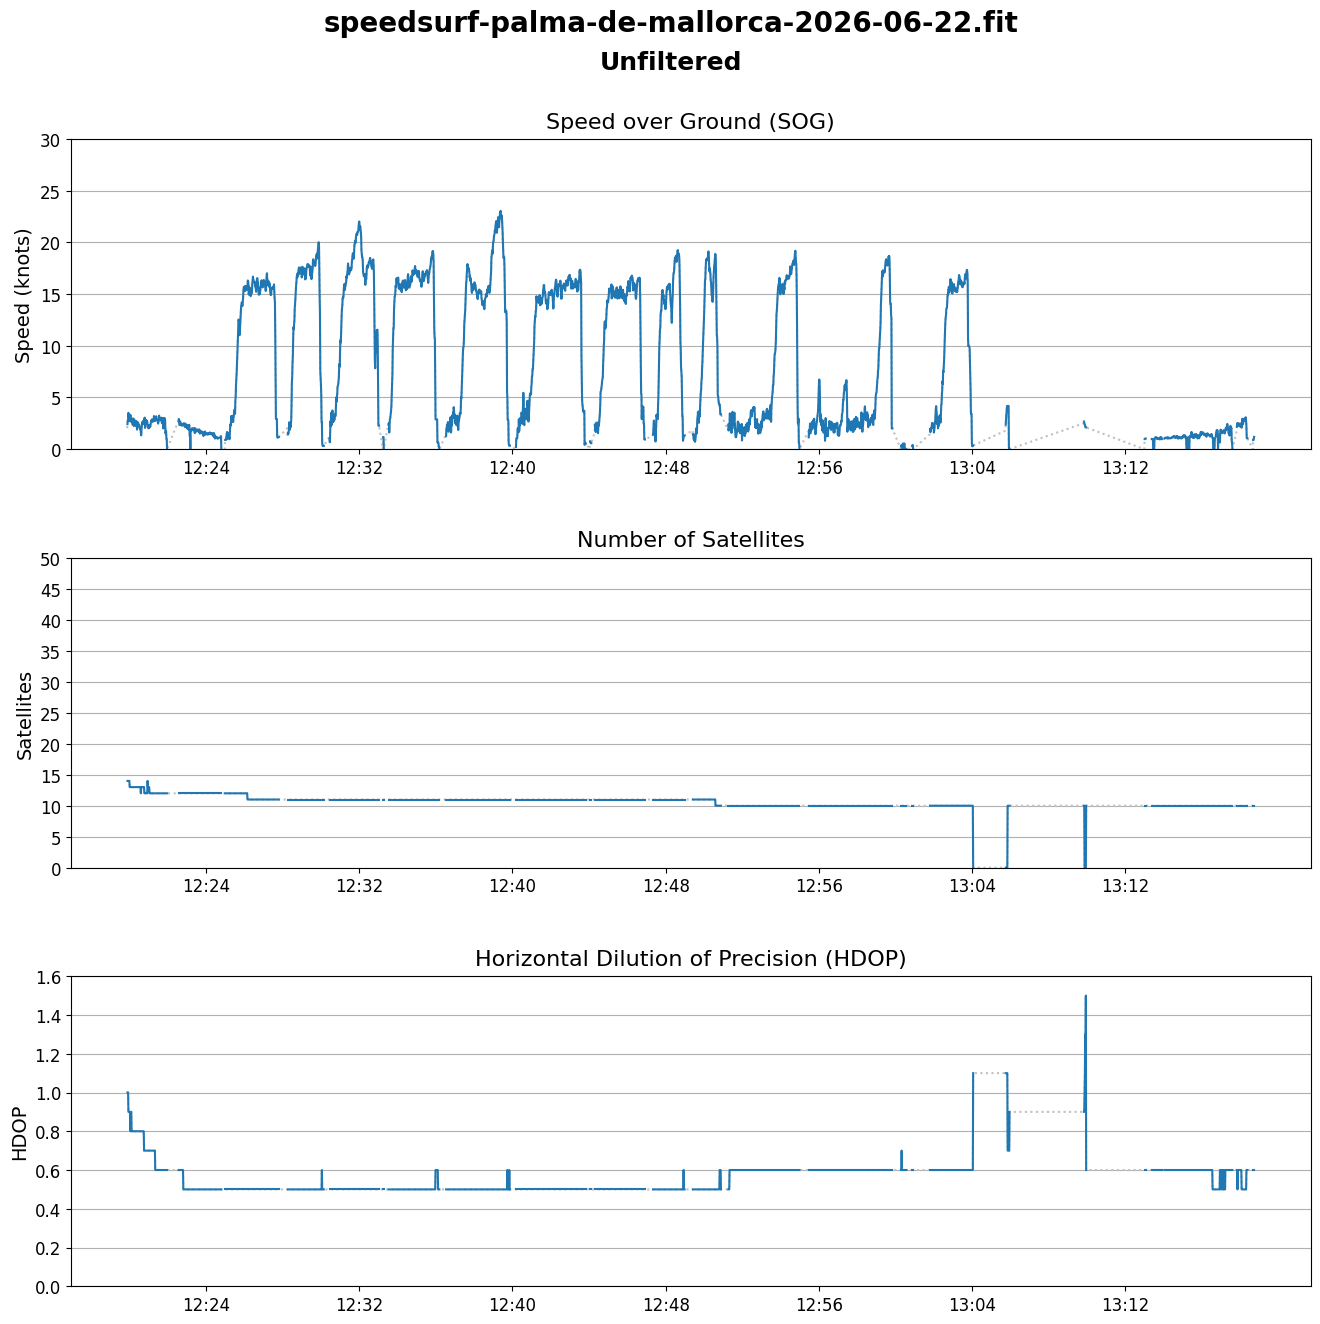 speedsurf-palma-de-mallorca-2026-06-22.fit
Unfiltered
Speed over Ground (SOG)
30
25
20
15
10
5
0
Speed (knots)
12:24 12:32 12:40 12:48 12:56 13:04 13:12
Number of Satellites
50
45
40
35
30
25
20
15
10
5
0
Satellites
12:24 12:32 12:40 12:48 12:56 13:04 13:12
Horizontal Dilution of Precision (HDOP)
1.6
1.4
1.2
1.0
0.8
0.6
0.4
0.2
0.0
HDOP
12:24 12:32 12:40 12:48 12:56 13:04 13:12